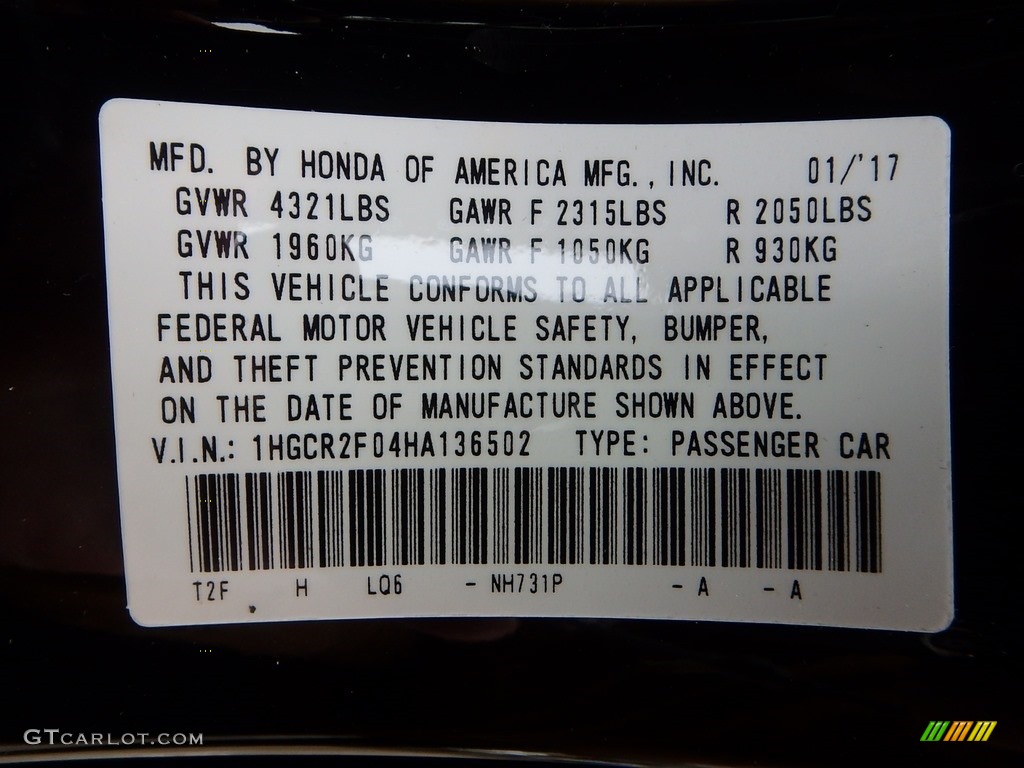 MFD. BY HONDA OF AMERICA MFG., INC. 01/'17
GVWR 4321LBS GAWR F 2315LBS R 2050LBS
GVWR 1960KG GAWR F 1050KG R 930KG
THIS VEHICLE CONFORMS TO ALL APPLICABLE
FEDERAL MOTOR VEHICLE SAFETY, BUMPER,
AND THEFT PREVENTION STANDARDS IN EFFECT
ON THE DATE OF MANUFACTURE SHOWN ABOVE.
V.I.N.: 1HGCR2F04HA136502 TYPE: PASSENGER CAR
T2F H LQ6 - NH731P - A - A
GTCARLOT.COM